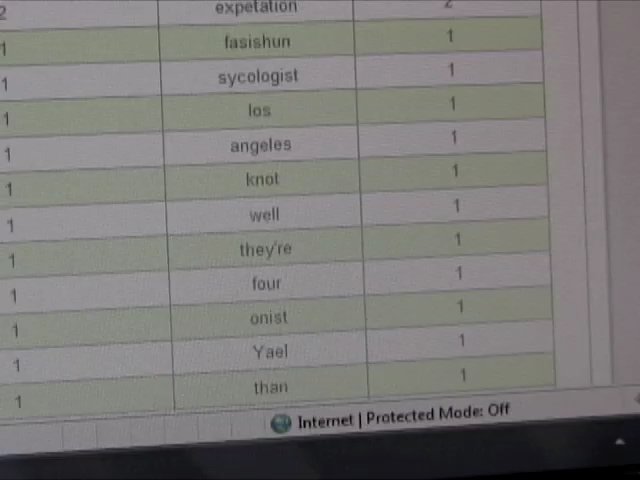 2 expetation 2
1 fasishun 1
1 sycologist 1
1 los 1
1 angeles 1
1 knot 1
1 well 1
1 they're 1
1 four 1
1 onist 1
1 Yael 1
1 than 1
Internet | Protected Mode: Off